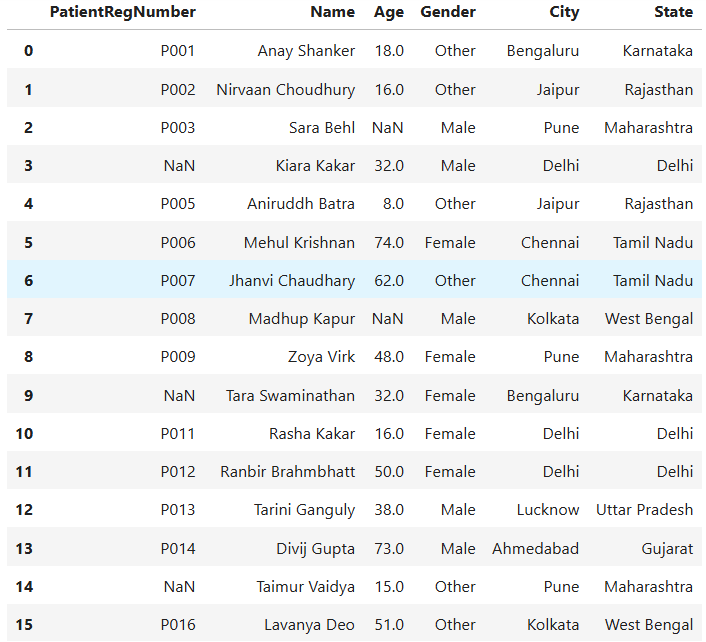 PatientRegNumber Name Age Gender City State
0 P001 Anay Shanker 18.0 Other Bengaluru Karnataka
1 P002 Nirvaan Choudhury 16.0 Other Jaipur Rajasthan
2 P003 Sara Behl NaN Male Pune Maharashtra
3 NaN Kiara Kakar 32.0 Male Delhi Delhi
4 P005 Aniruddh Batra 8.0 Other Jaipur Rajasthan
5 P006 Mehul Krishnan 74.0 Female Chennai Tamil Nadu
6 P007 Jhanvi Chaudhary 62.0 Other Chennai Tamil Nadu
7 P008 Madhup Kapur NaN Male Kolkata West Bengal
8 P009 Zoya Virk 48.0 Female Pune Maharashtra
9 NaN Tara Swaminathan 32.0 Female Bengaluru Karnataka
10 P011 Rasha Kakar 16.0 Female Delhi Delhi
11 P012 Ranbir Brahmbhatt 50.0 Female Delhi Delhi
12 P013 Tarini Ganguly 38.0 Male Lucknow Uttar Pradesh
13 P014 Divij Gupta 73.0 Male Ahmedabad Gujarat
14 NaN Taimur Vaidya 15.0 Other Pune Maharashtra
15 P016 Lavanya Deo 51.0 Other Kolkata West Bengal